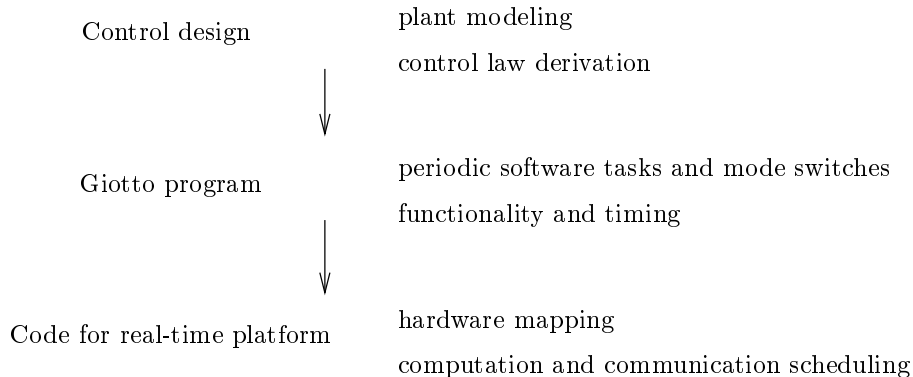 Control design
plant modeling
control law derivation
Giotto program
periodic software tasks and mode switches
functionality and timing
Code for real-time platform
hardware mapping
computation and communication scheduling